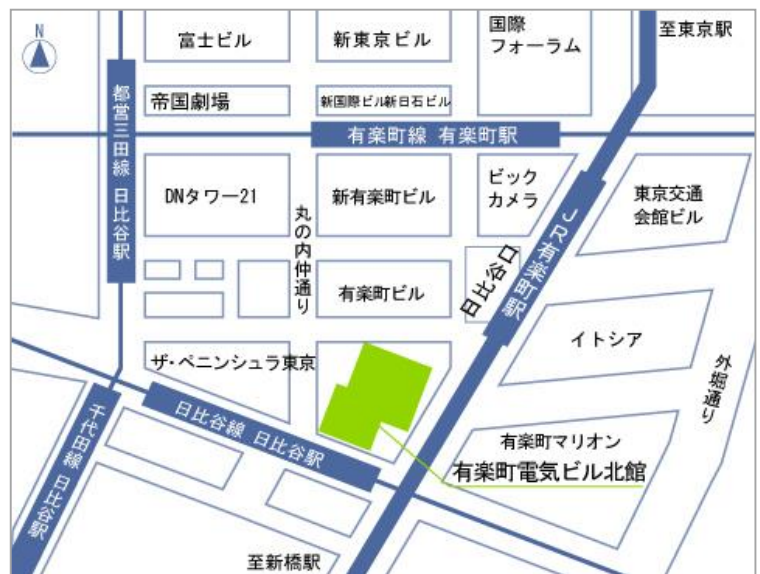 N
富士ビル
新東京ビル
国際
フォーラム
至東京駅
都営三田線 日比谷駅
帝国劇場
新国際ビル新日石ビル
有楽町線 有楽町駅
DNタワー21
丸の内仲通り
新有楽町ビル
ビック
カメラ
JR有楽町駅
東京交通
会館ビル
有楽町ビル
日比谷口
イトシア
ザ・ペニンシュラ東京
外堀通り
千代田線 日比谷駅
日比谷線 日比谷駅
有楽町マリオン
有楽町電気ビル北館
至新橋駅